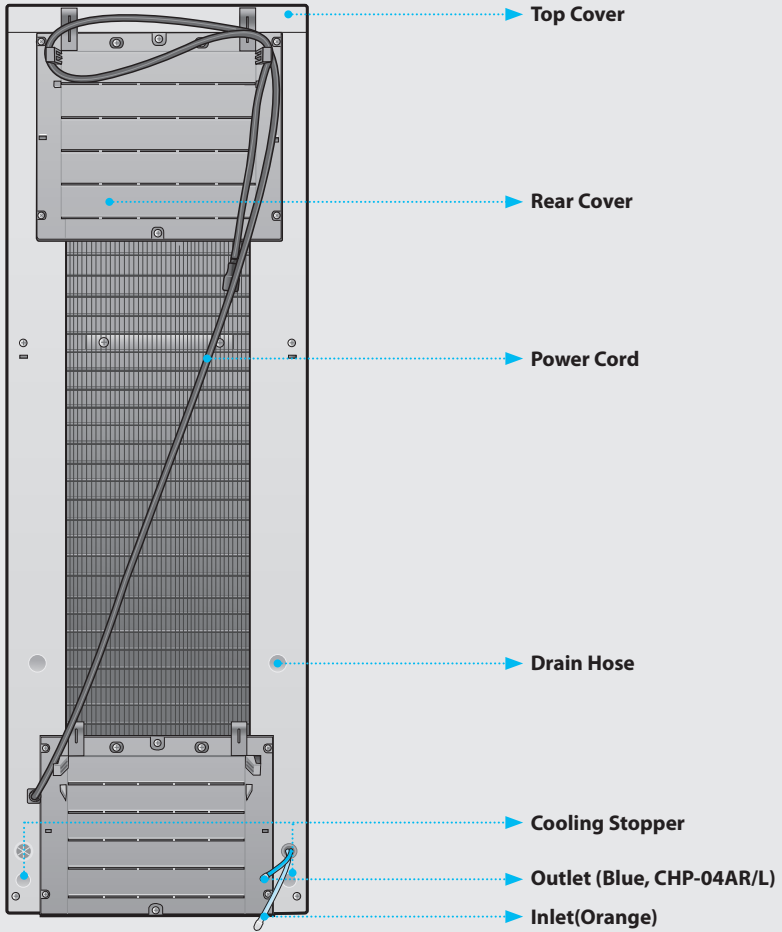 Top Cover
Rear Cover
Power Cord
Drain Hose
Cooling Stopper
Outlet (Blue, CHP-04AR/L)
Inlet(Orange)